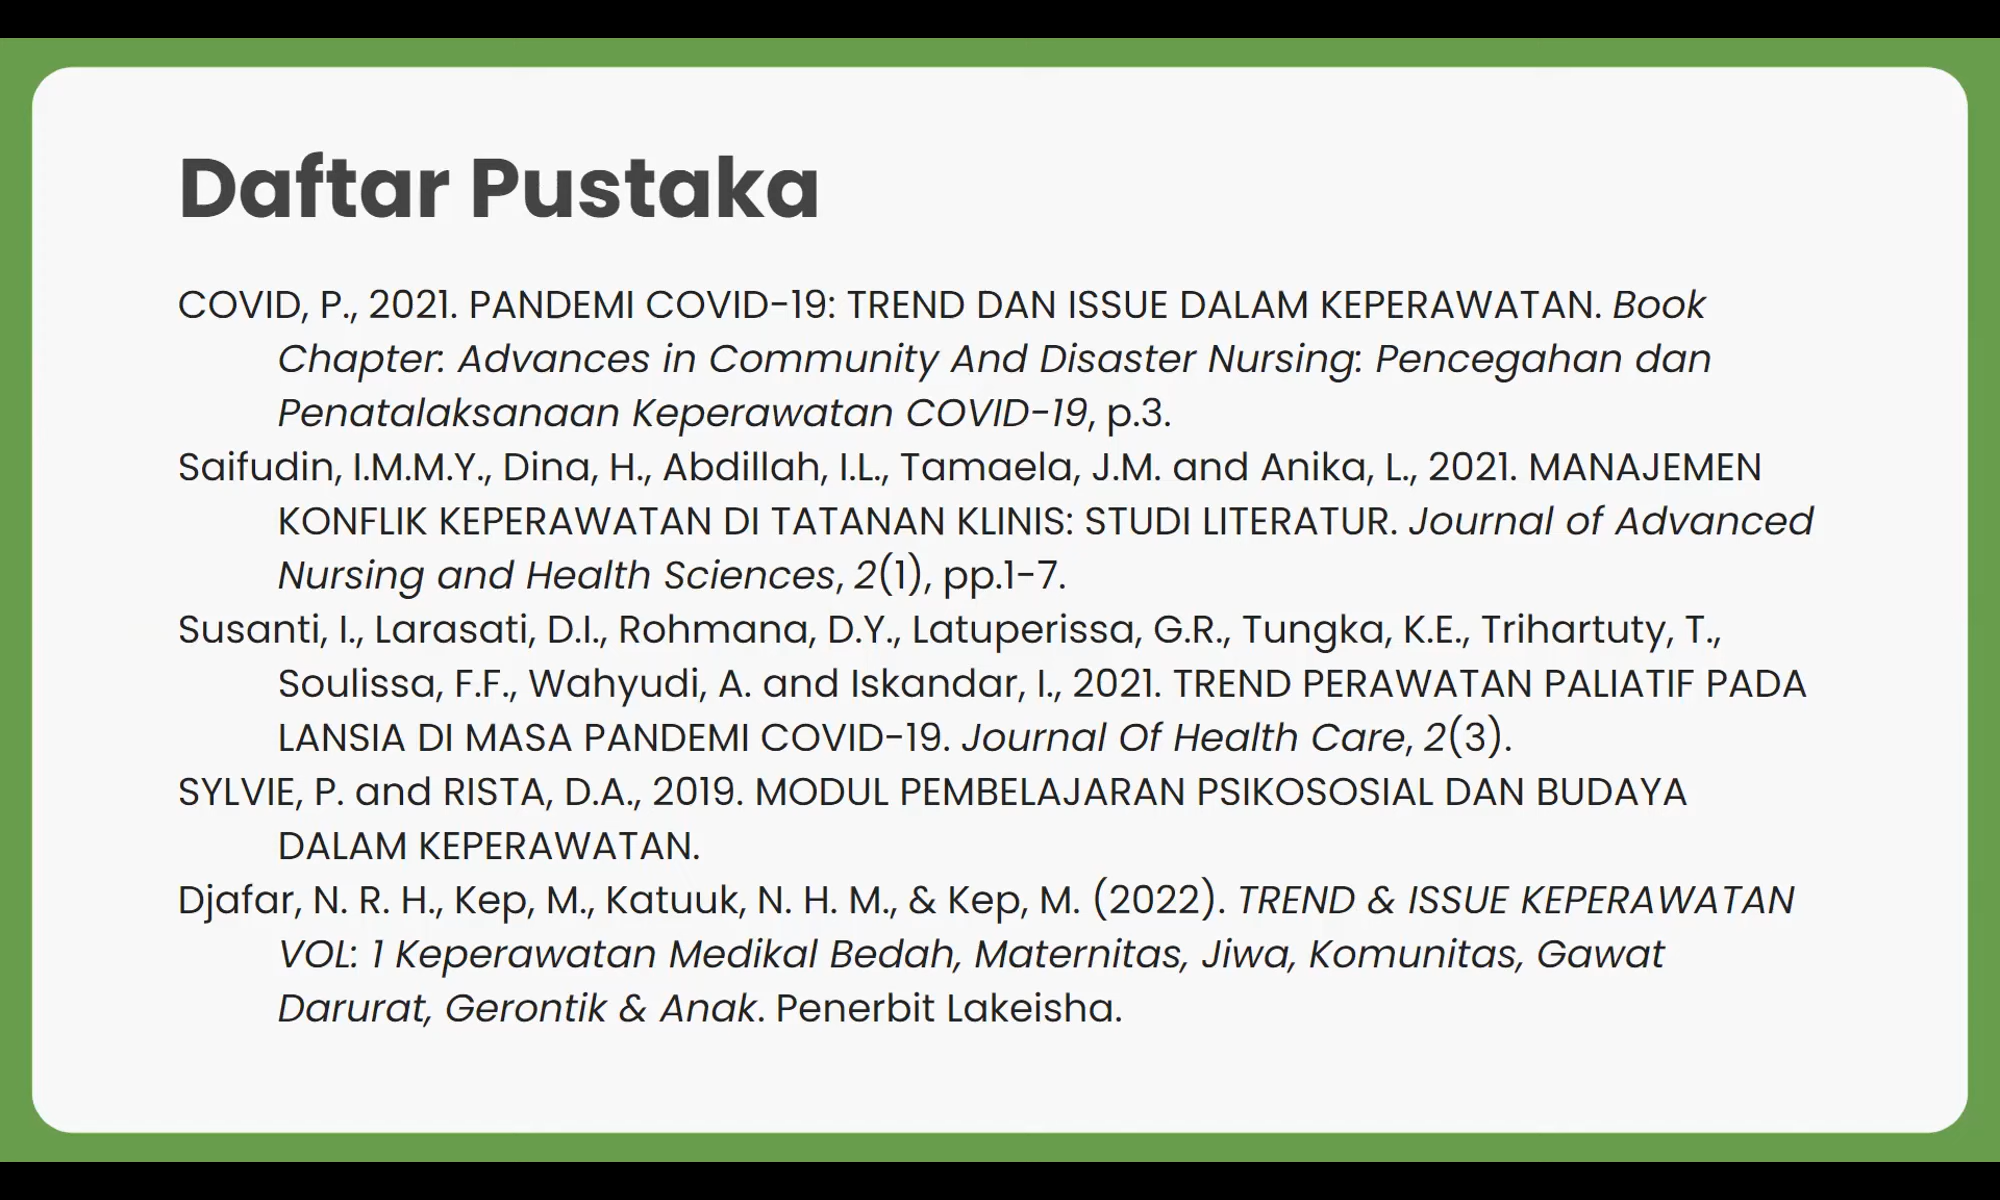 Daftar Pustaka
COVID, P., 2021. PANDEMI COVID-19: TREND DAN ISSUE DALAM KEPERAWATAN. Book
Chapter: Advances in Community And Disaster Nursing: Pencegahan dan
Penatalaksanaan Keperawatan COVID-19, p.3.
Saifudin, I.M.M.Y., Dina, H., Abdillah, I.L., Tamaela, J.M. and Anika, L., 2021. MANAJEMEN
KONFLIK KEPERAWATAN DI TATANAN KLINIS: STUDI LITERATUR. Journal of Advanced
Nursing and Health Sciences, 2(1), pp.1-7.
Susanti, I., Larasati, D.I., Rohmana, D.Y., Latuperissa, G.R., Tungka, K.E., Trihartuty, T.,
Soulissa, F.F., Wahyudi, A. and Iskandar, I., 2021. TREND PERAWATAN PALIATIF PADA
LANSIA DI MASA PANDEMI COVID-19. Journal Of Health Care, 2(3).
SYLVIE, P. and RISTA, D.A., 2019. MODUL PEMBELAJARAN PSIKOSOSIAL DAN BUDAYA
DALAM KEPERAWATAN.
Djafar, N. R. H., Kep, M., Katuuk, N. H. M., & Kep, M. (2022). TREND & ISSUE KEPERAWATAN
VOL: 1 Keperawatan Medikal Bedah, Maternitas, Jiwa, Komunitas, Gawat
Darurat, Gerontik & Anak. Penerbit Lakeisha.